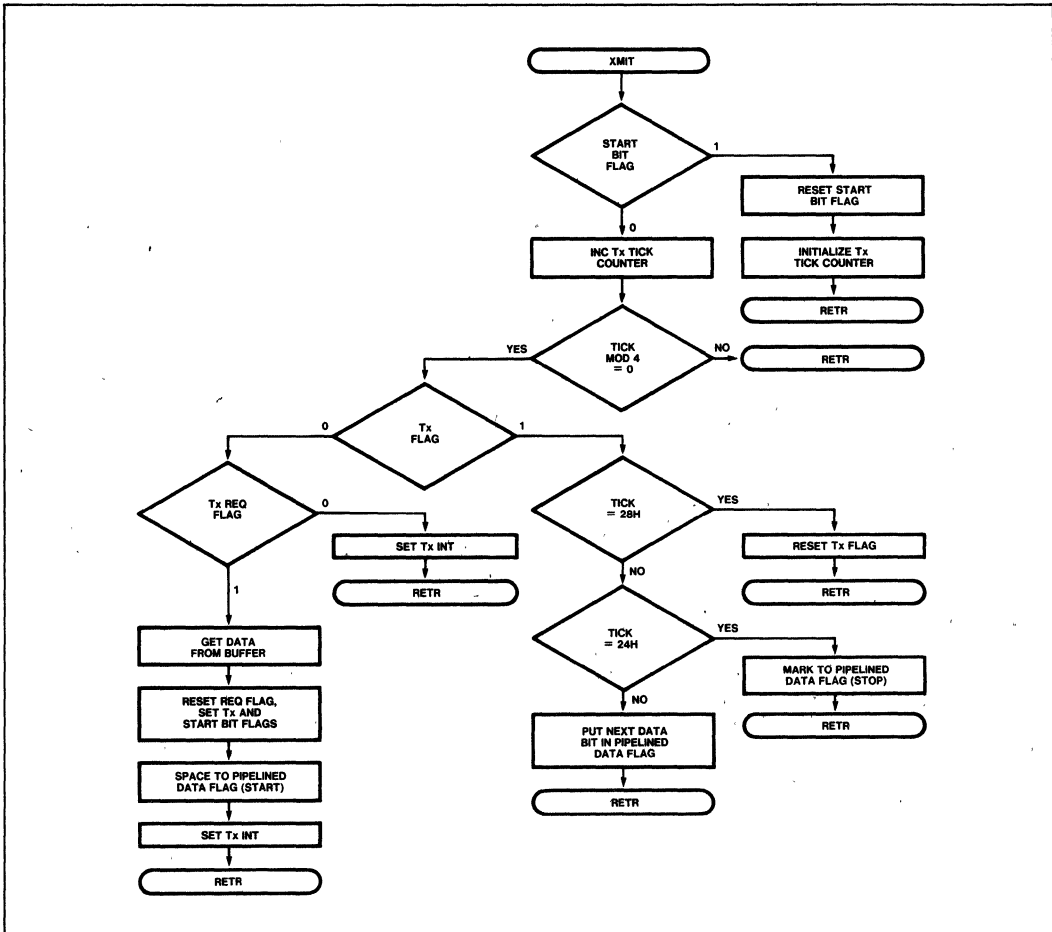 XMIT
START
BIT
FLAG
1
RESET START
BIT FLAG
0
INC Tx TICK
COUNTER
INITIALIZE Tx
TICK COUNTER
RETR
YES
TICK
MOD 4
= 0
NO
RETR
0
Tx
FLAG
1
Tx REQ
FLAG
0
TICK
= 28H
YES
SET Tx INT
RESET Tx FLAG
RETR
NO
RETR
1
GET DATA
FROM BUFFER
TICK
= 24H
YES
MARK TO PIPELINED
DATA FLAG (STOP)
RESET REQ FLAG,
SET Tx AND
START BIT FLAGS
NO
RETR
PUT NEXT DATA
BIT IN PIPELINED
DATA FLAG
SPACE TO PIPELINED
DATA FLAG (START)
RETR
SET Tx INT
RETR